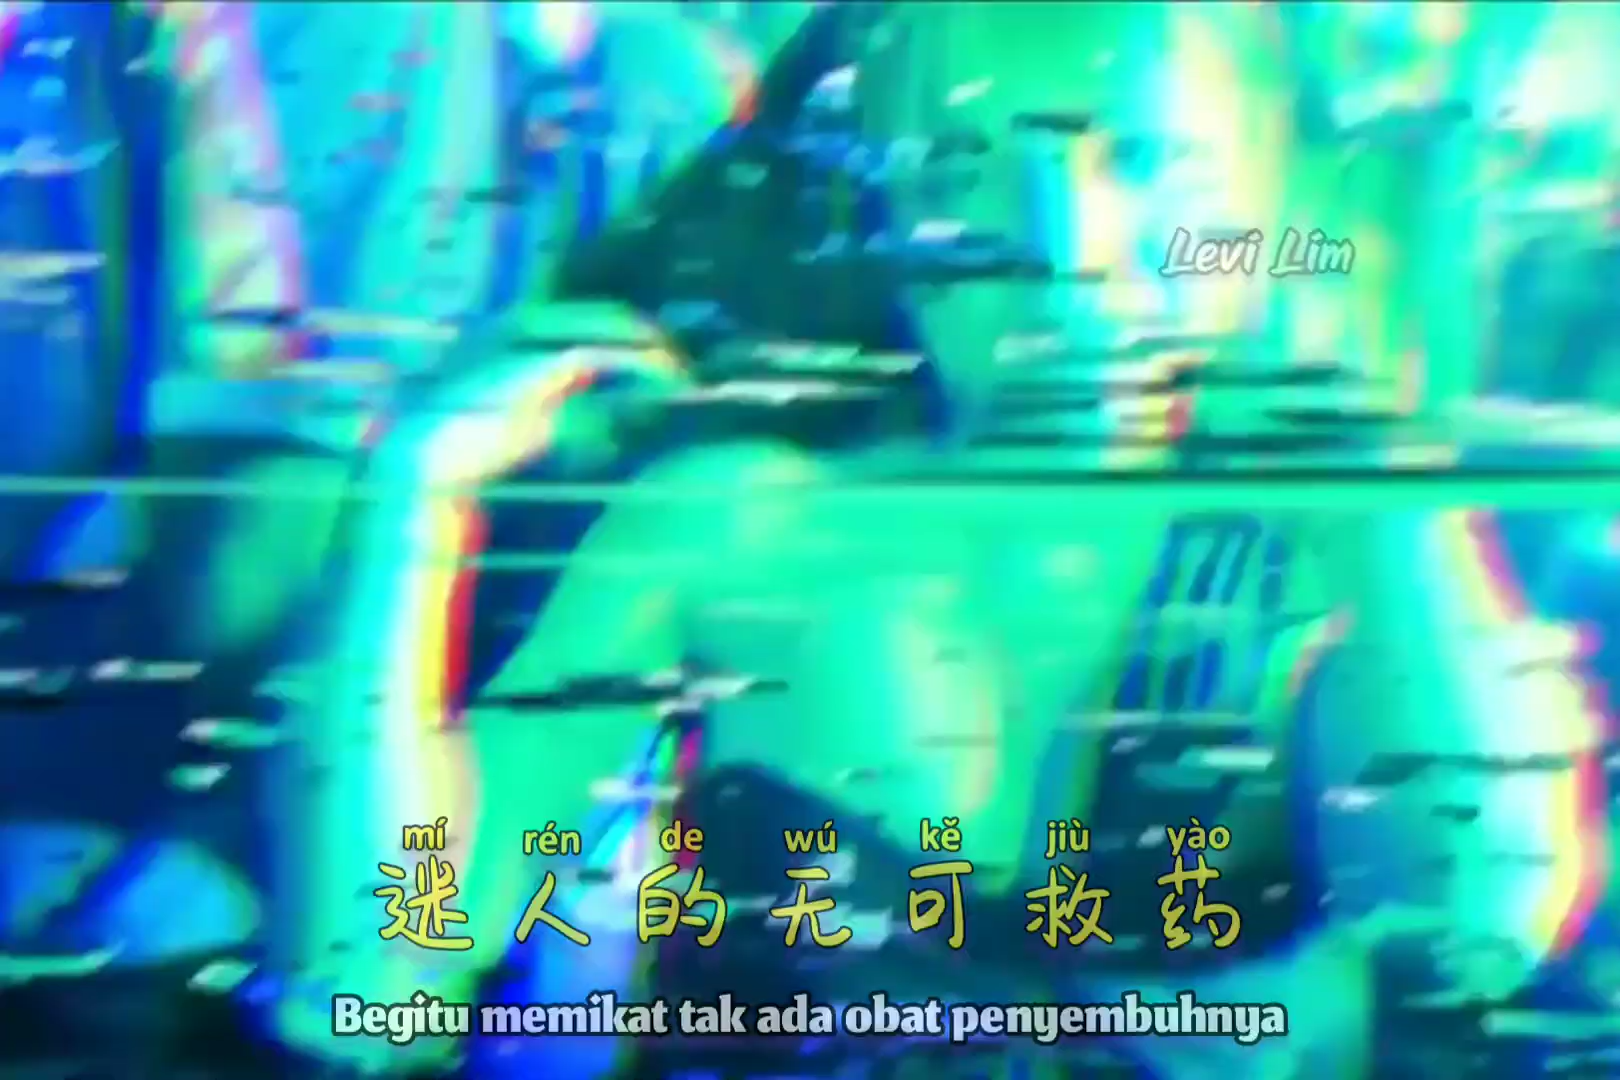 Levi Lim
mí rén de wú kě jiù yào
迷人的无可救药
Begitu memikat tak ada obat penyembuhnya